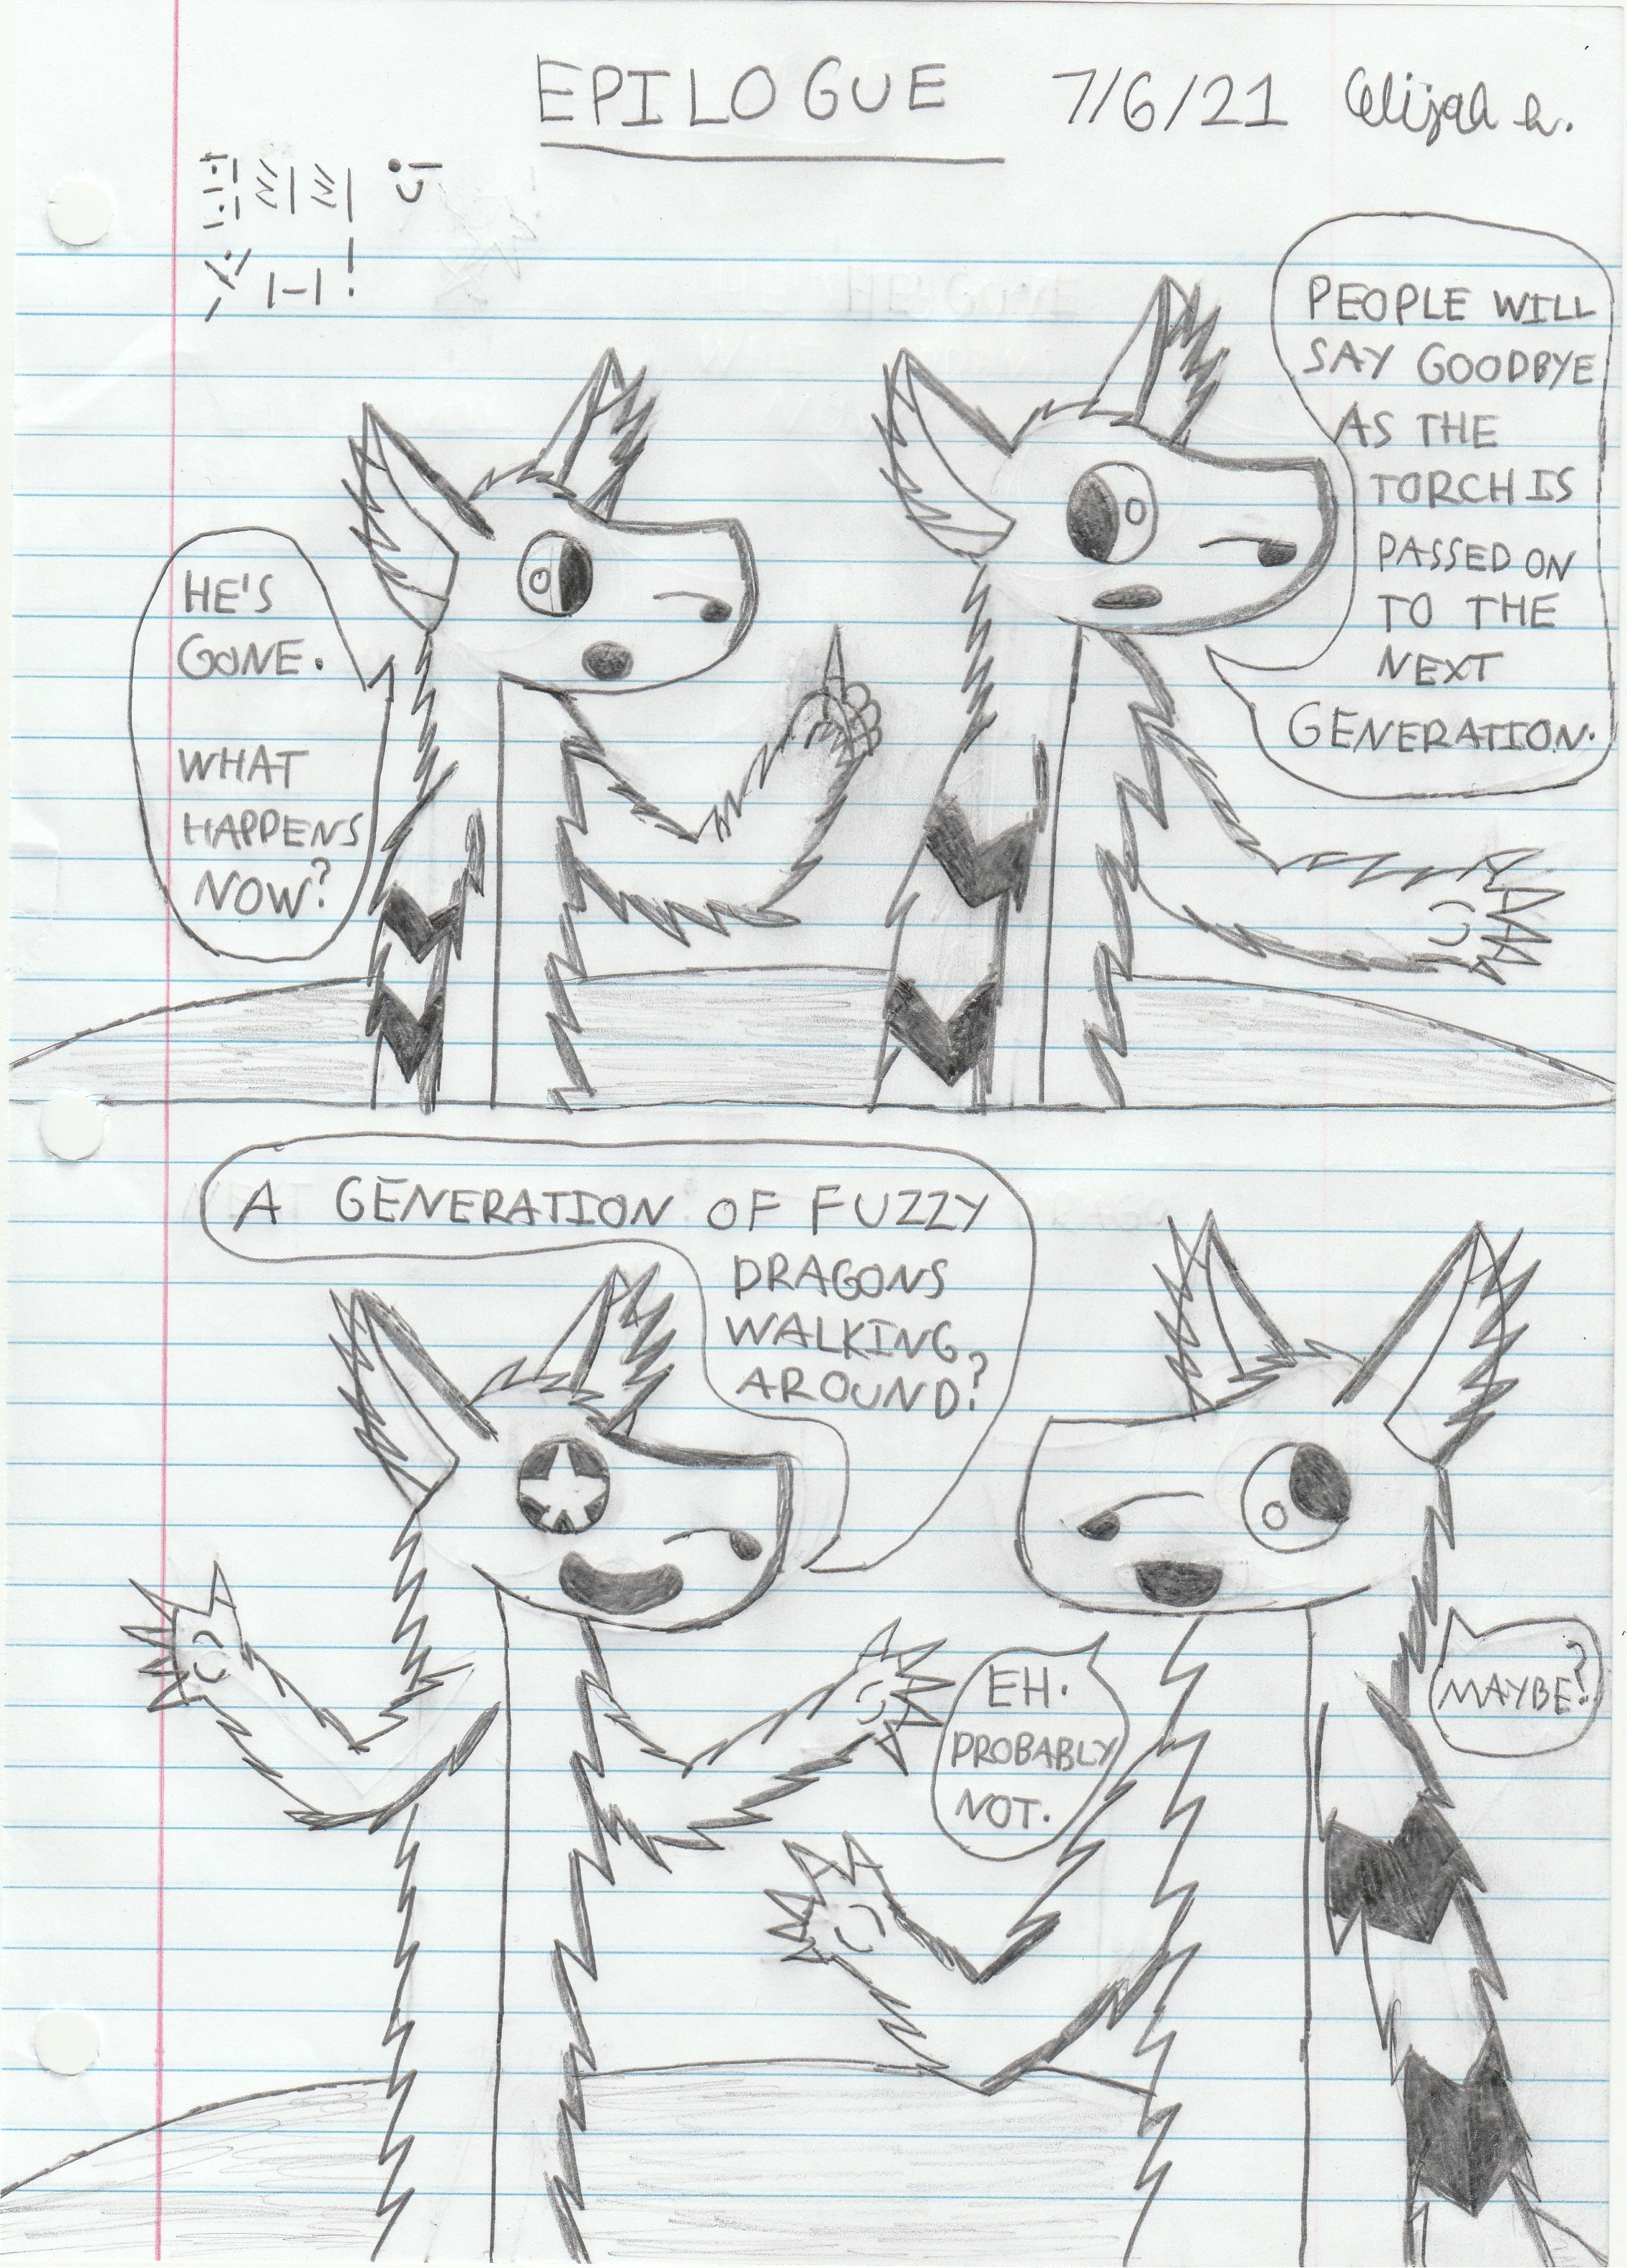 EPILOGUE 7/6/21 Elijah h.
HE'S
GONE.
WHAT
HAPPENS
NOW?
PEOPLE WILL
SAY GOODBYE
AS THE
TORCH IS
PASSED ON
TO THE
NEXT
GENERATION.
A GENERATION OF FUZZY
DRAGONS
WALKING
AROUND?
EH.
PROBABLY
NOT.
MAYBE?